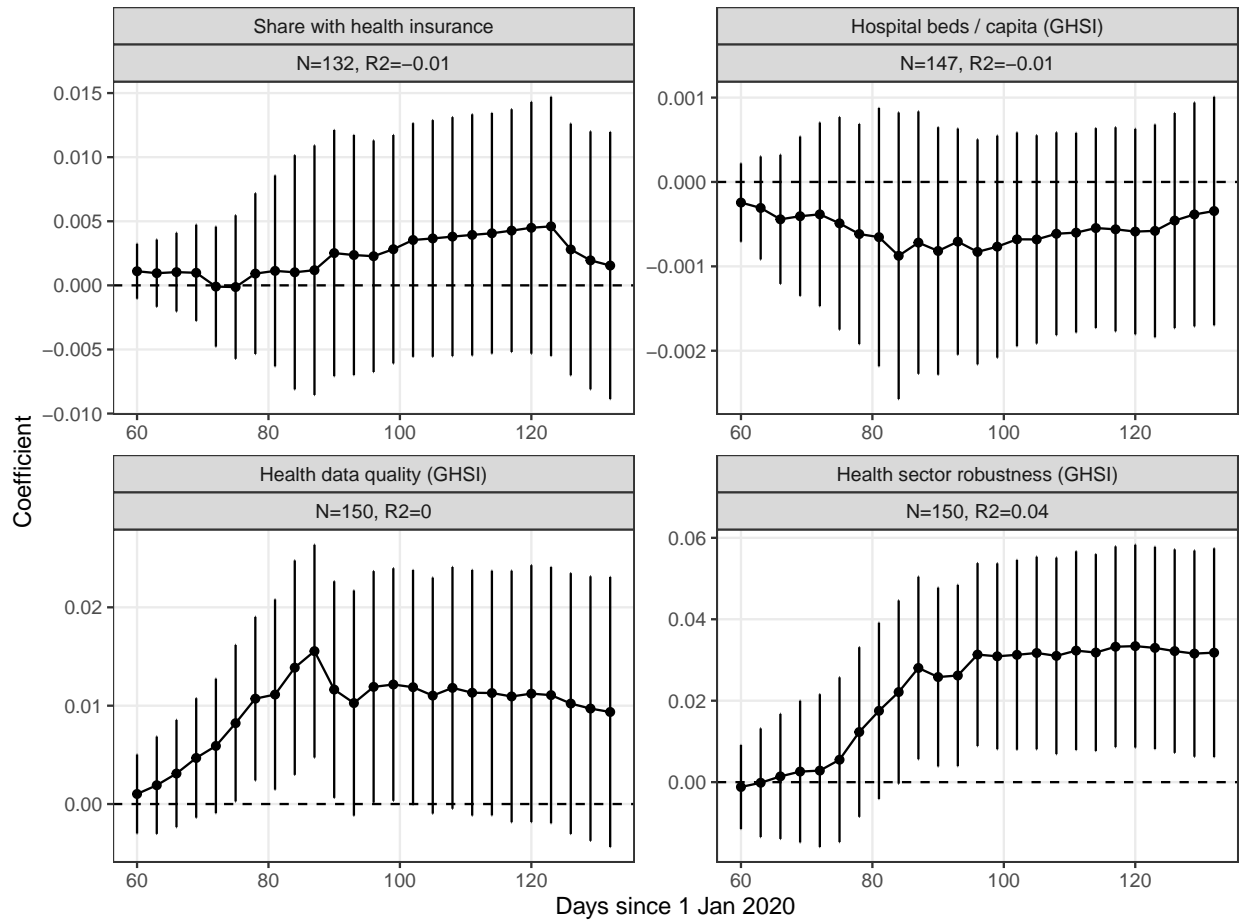 Share with health insurance
N=132, R2=−0.01
0.015
0.010
0.005
0.000
−0.005
−0.010
60 80 100 120
Hospital beds / capita (GHSI)
N=147, R2=−0.01
0.001
0.000
−0.001
−0.002
60 80 100 120
Health data quality (GHSI)
N=150, R2=0
0.02
0.01
0.00
60 80 100 120
Health sector robustness (GHSI)
N=150, R2=0.04
0.06
0.04
0.02
0.00
60 80 100 120
Coefficient
Days since 1 Jan 2020